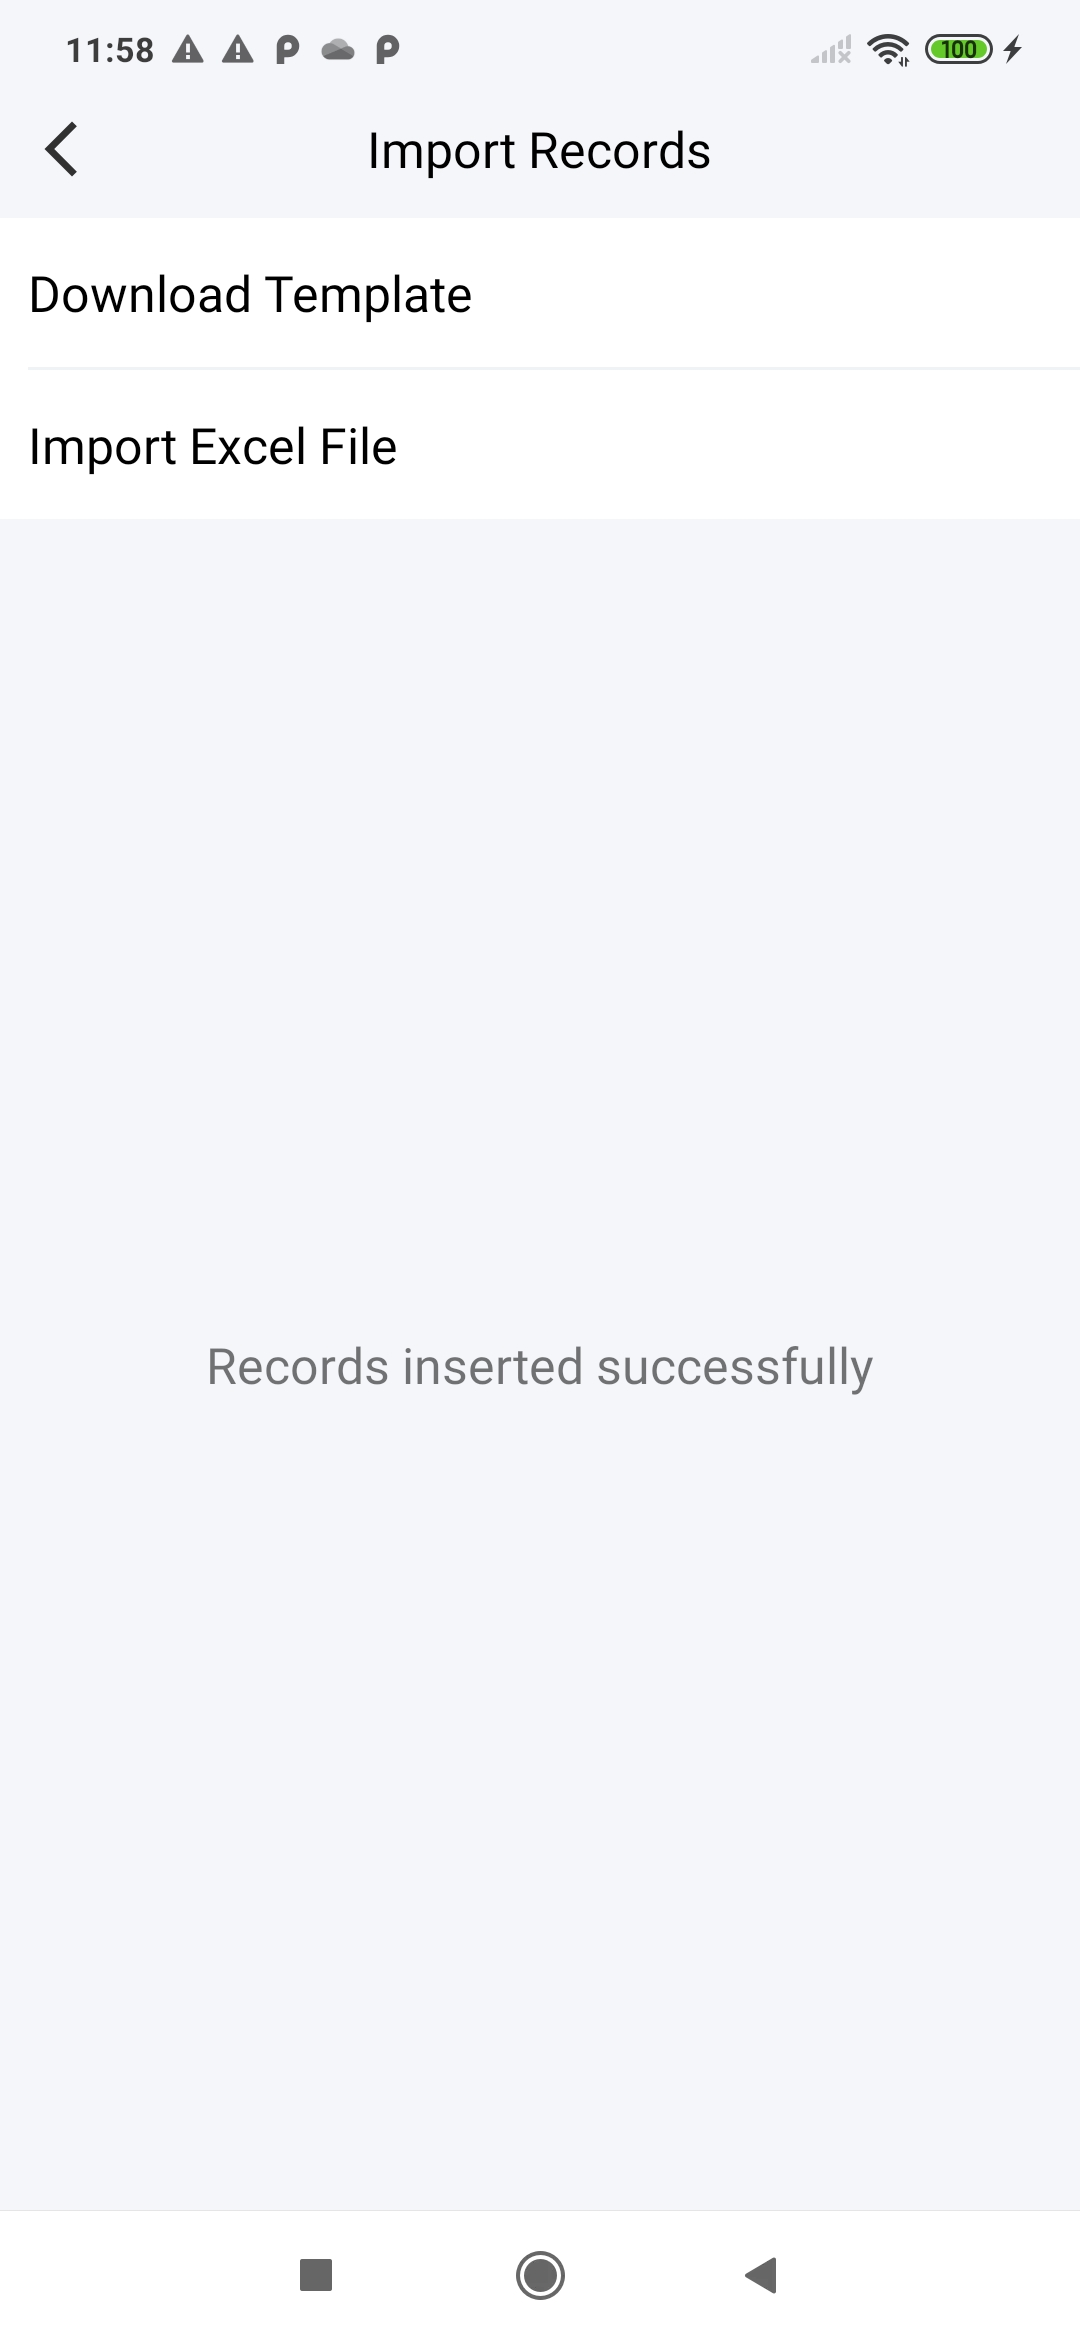 11:58
100
Import Records
Download Template
Import Excel File
Records inserted successfully